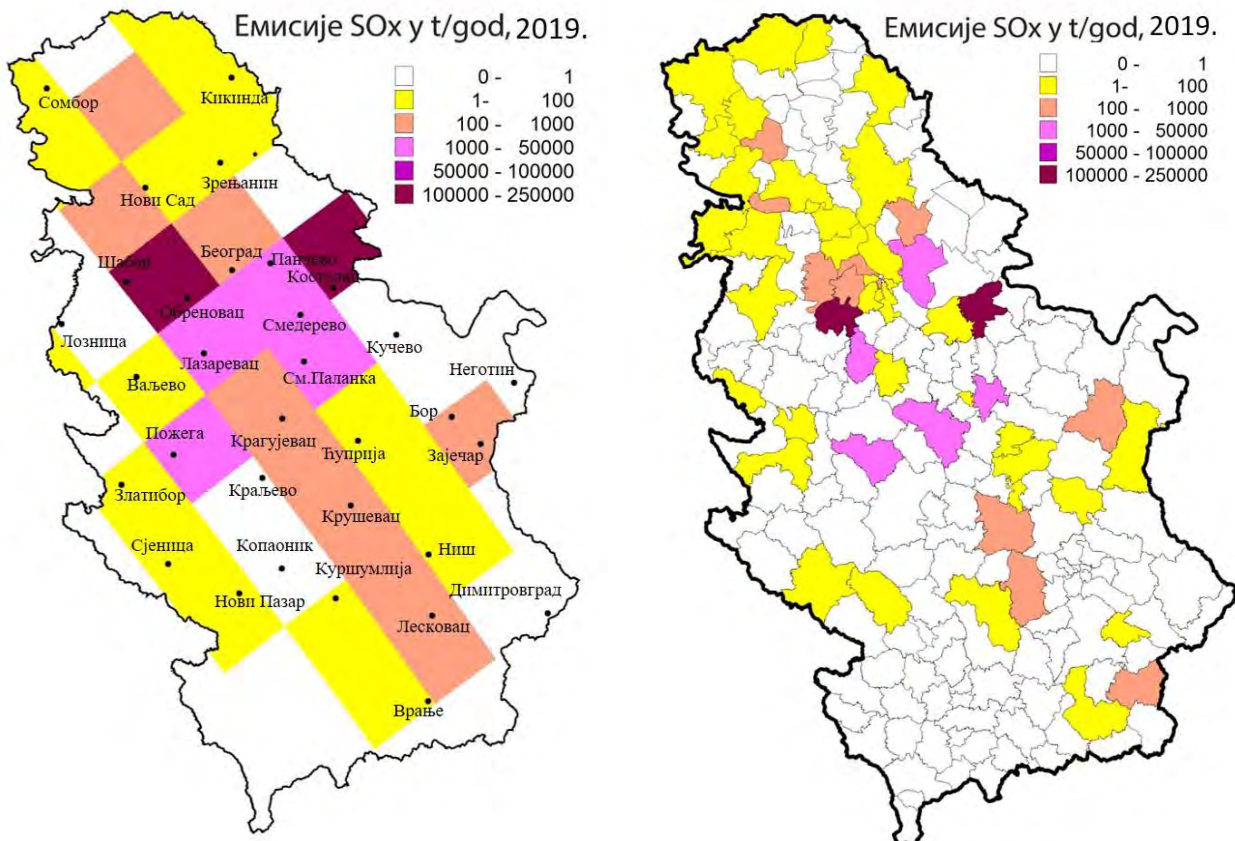 Емисије SOx у т/год, 2019.
0 - 1
1- 100
100 - 1000
1000 - 50000
50000 - 100000
100000 - 250000
Сомбор
Кикинда
Зрењанин
Нови Сад
Београд
Панчево
Костолац
Шабац
Обреновац
Смедерево
Лозница
Кучево
Лазаревац
См.Паланка
Ваљево
Неготин
Бор
Пожега
Крагујевац
Ћуприја
Зајечар
Златибор
Краљево
Крушевац
Сјеница
Копаоник
Ниш
Куршумлија
Димитровград
Нови Пазар
Лесковац
Врање
Емисије SOx у т/год, 2019.
0 - 1
1- 100
100 - 1000
1000 - 50000
50000 - 100000
100000 - 250000